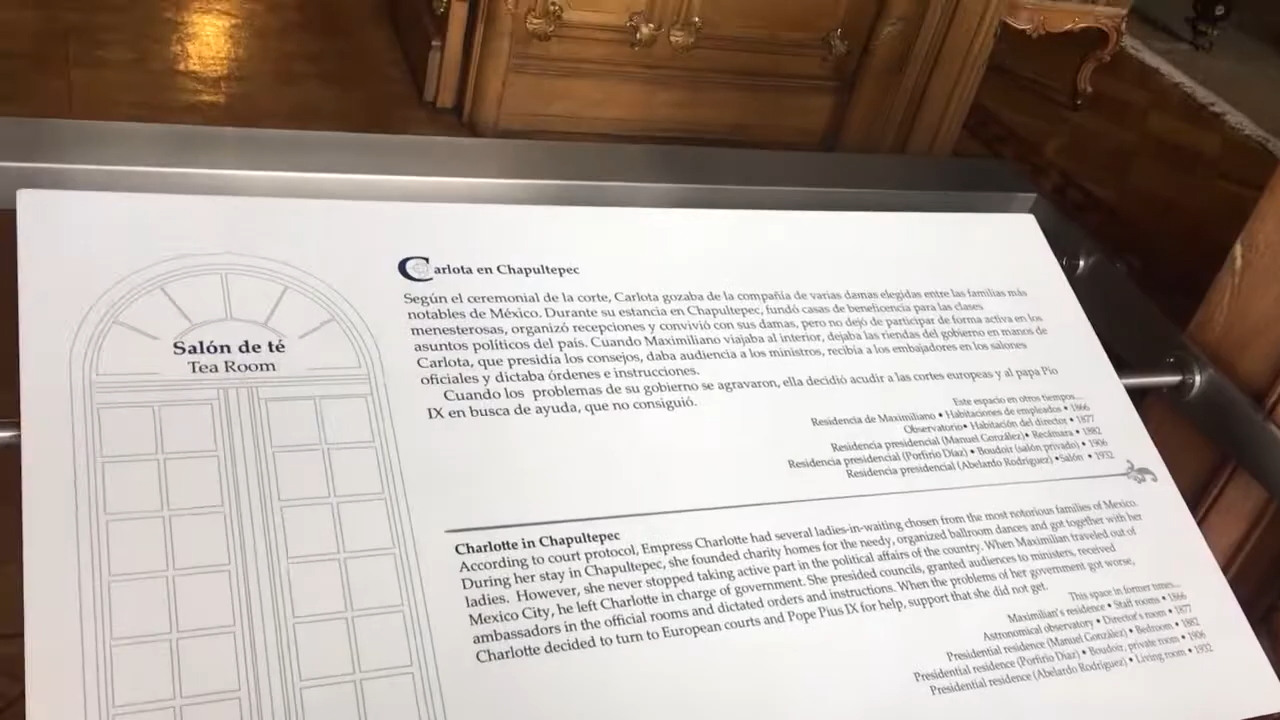 Salón de té
Tea Room
Carlota en Chapultepec
Según el ceremonial de la corte, Carlota gozaba de la compañía de varias damas elegidas entre las familias más
notables de México. Durante su estancia en Chapultepec, fundó casas de beneficencia para las clases
menesterosas, organizó recepciones y convivió con sus damas, pero no dejó de participar de forma activa en los
asuntos políticos del país. Cuando Maximiliano viajaba al interior, dejaba las riendas del gobierno en manos de
Carlota, que presidía los consejos, daba audiencia a los ministros, recibía a los embajadores en los salones
oficiales y dictaba órdenes e instrucciones.
Cuando los problemas de su gobierno se agravaron, ella decidió acudir a las cortes europeas y al papa Pío
IX en busca de ayuda, que no consiguió.
Este espacio en otros tiempos...
Residencia de Maximiliano • Habitaciones de empleados • 1866
Observatorio• Habitación del director • 1877
Residencia presidencial (Manuel González)• Recámara • 1882
Residencia presidencial (Porfirio Díaz) • Boudoir (salón privado) • 1906
Residencia presidencial (Abelardo Rodríguez) •Salón • 1932
Charlotte in Chapultepec
According to court protocol, Empress Charlotte had several ladies-in-waiting chosen from the most notorious families of Mexico.
During her stay in Chapultepec, she founded charity homes for the needy, organized ballroom dances and got together with her
ladies. However, she never stopped taking active part in the political affairs of the country. When Maximilian traveled out of
Mexico City, he left Charlotte in charge of government. She presided councils, granted audiences to ministers, received
ambassadors in the official rooms and dictated orders and instructions. When the problems of her government got worse,
Charlotte decided to turn to European courts and Pope Pius IX for help, support that she did not get.
This space in former times...
Maximilian's residence • Staff rooms • 1866
Astronomical observatory • Director's room • 1877
Presidential residence (Manuel González) • Bedroom • 1882
Presidential residence (Porfirio Díaz) • Boudoir, private room • 1906
Presidential residence (Abelardo Rodríguez) • Living room • 1932